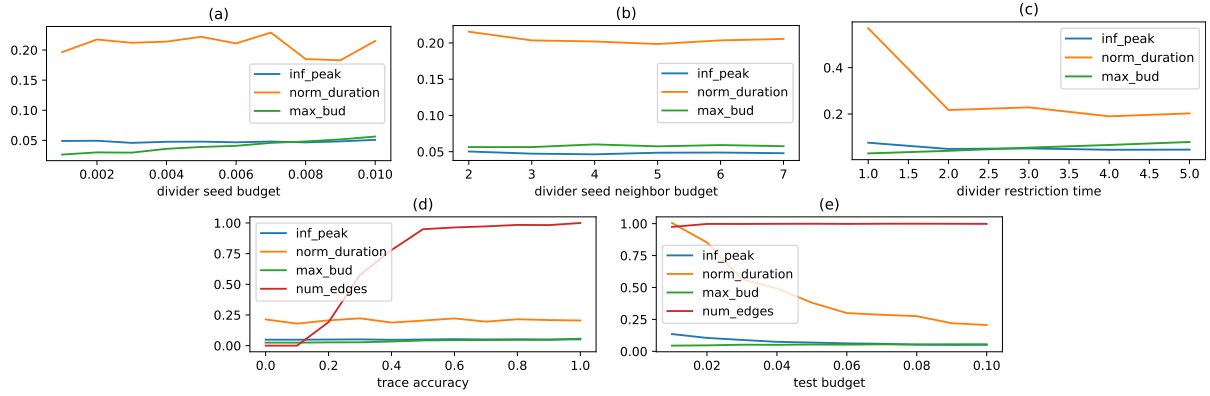 (a)
0.20
0.15
0.10
0.05
inf_peak
norm_duration
max_bud
0.002 0.004 0.006 0.008 0.010
divider seed budget
(b)
0.20
0.15
0.10
0.05
inf_peak
norm_duration
max_bud
2 3 4 5 6 7
divider seed neighbor budget
(c)
0.4
0.2
inf_peak
norm_duration
max_bud
1.0 1.5 2.0 2.5 3.0 3.5 4.0 4.5 5.0
divider restriction time
(d)
1.00
0.75
0.50
0.25
0.00
inf_peak
norm_duration
max_bud
num_edges
0.0 0.2 0.4 0.6 0.8 1.0
trace accuracy
(e)
1.00
0.75
0.50
0.25
0.00
inf_peak
norm_duration
max_bud
num_edges
0.02 0.04 0.06 0.08 0.10
test budget